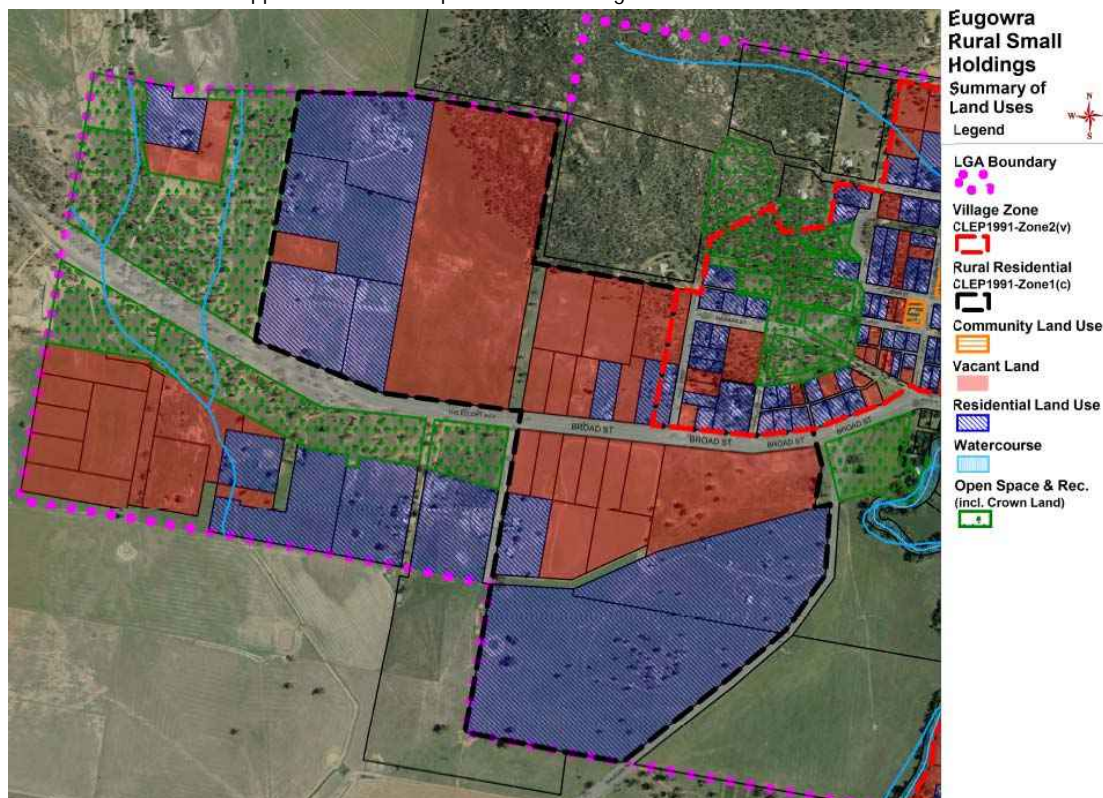 Eugowra
Rural Small
Holdings
Summary of
Land Uses
N
W
E
S
Legend
LGA Boundary
Village Zone
CLEP1991-Zone2(v)
Rural Residential
CLEP1991-Zone1(c)
Community Land Use
Vacant Land
Residential Land Use
Watercourse
Open Space & Rec.
(incl. Crown Land)
BROAD ST
BROAD ST
BROAD ST
BROAD ST